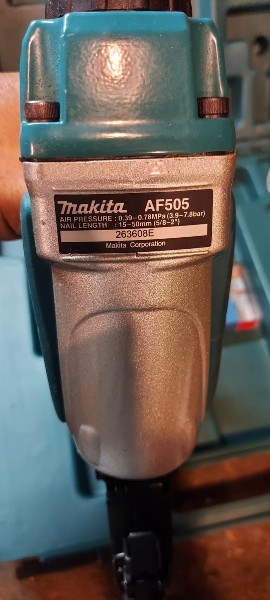 makita AF505
AIR PRESSURE : 0.39~0.76MPa (3.9~7.8bar)
NAIL LENGTH : 15~50mm (5/8~2")
263608E
Makita Corporation